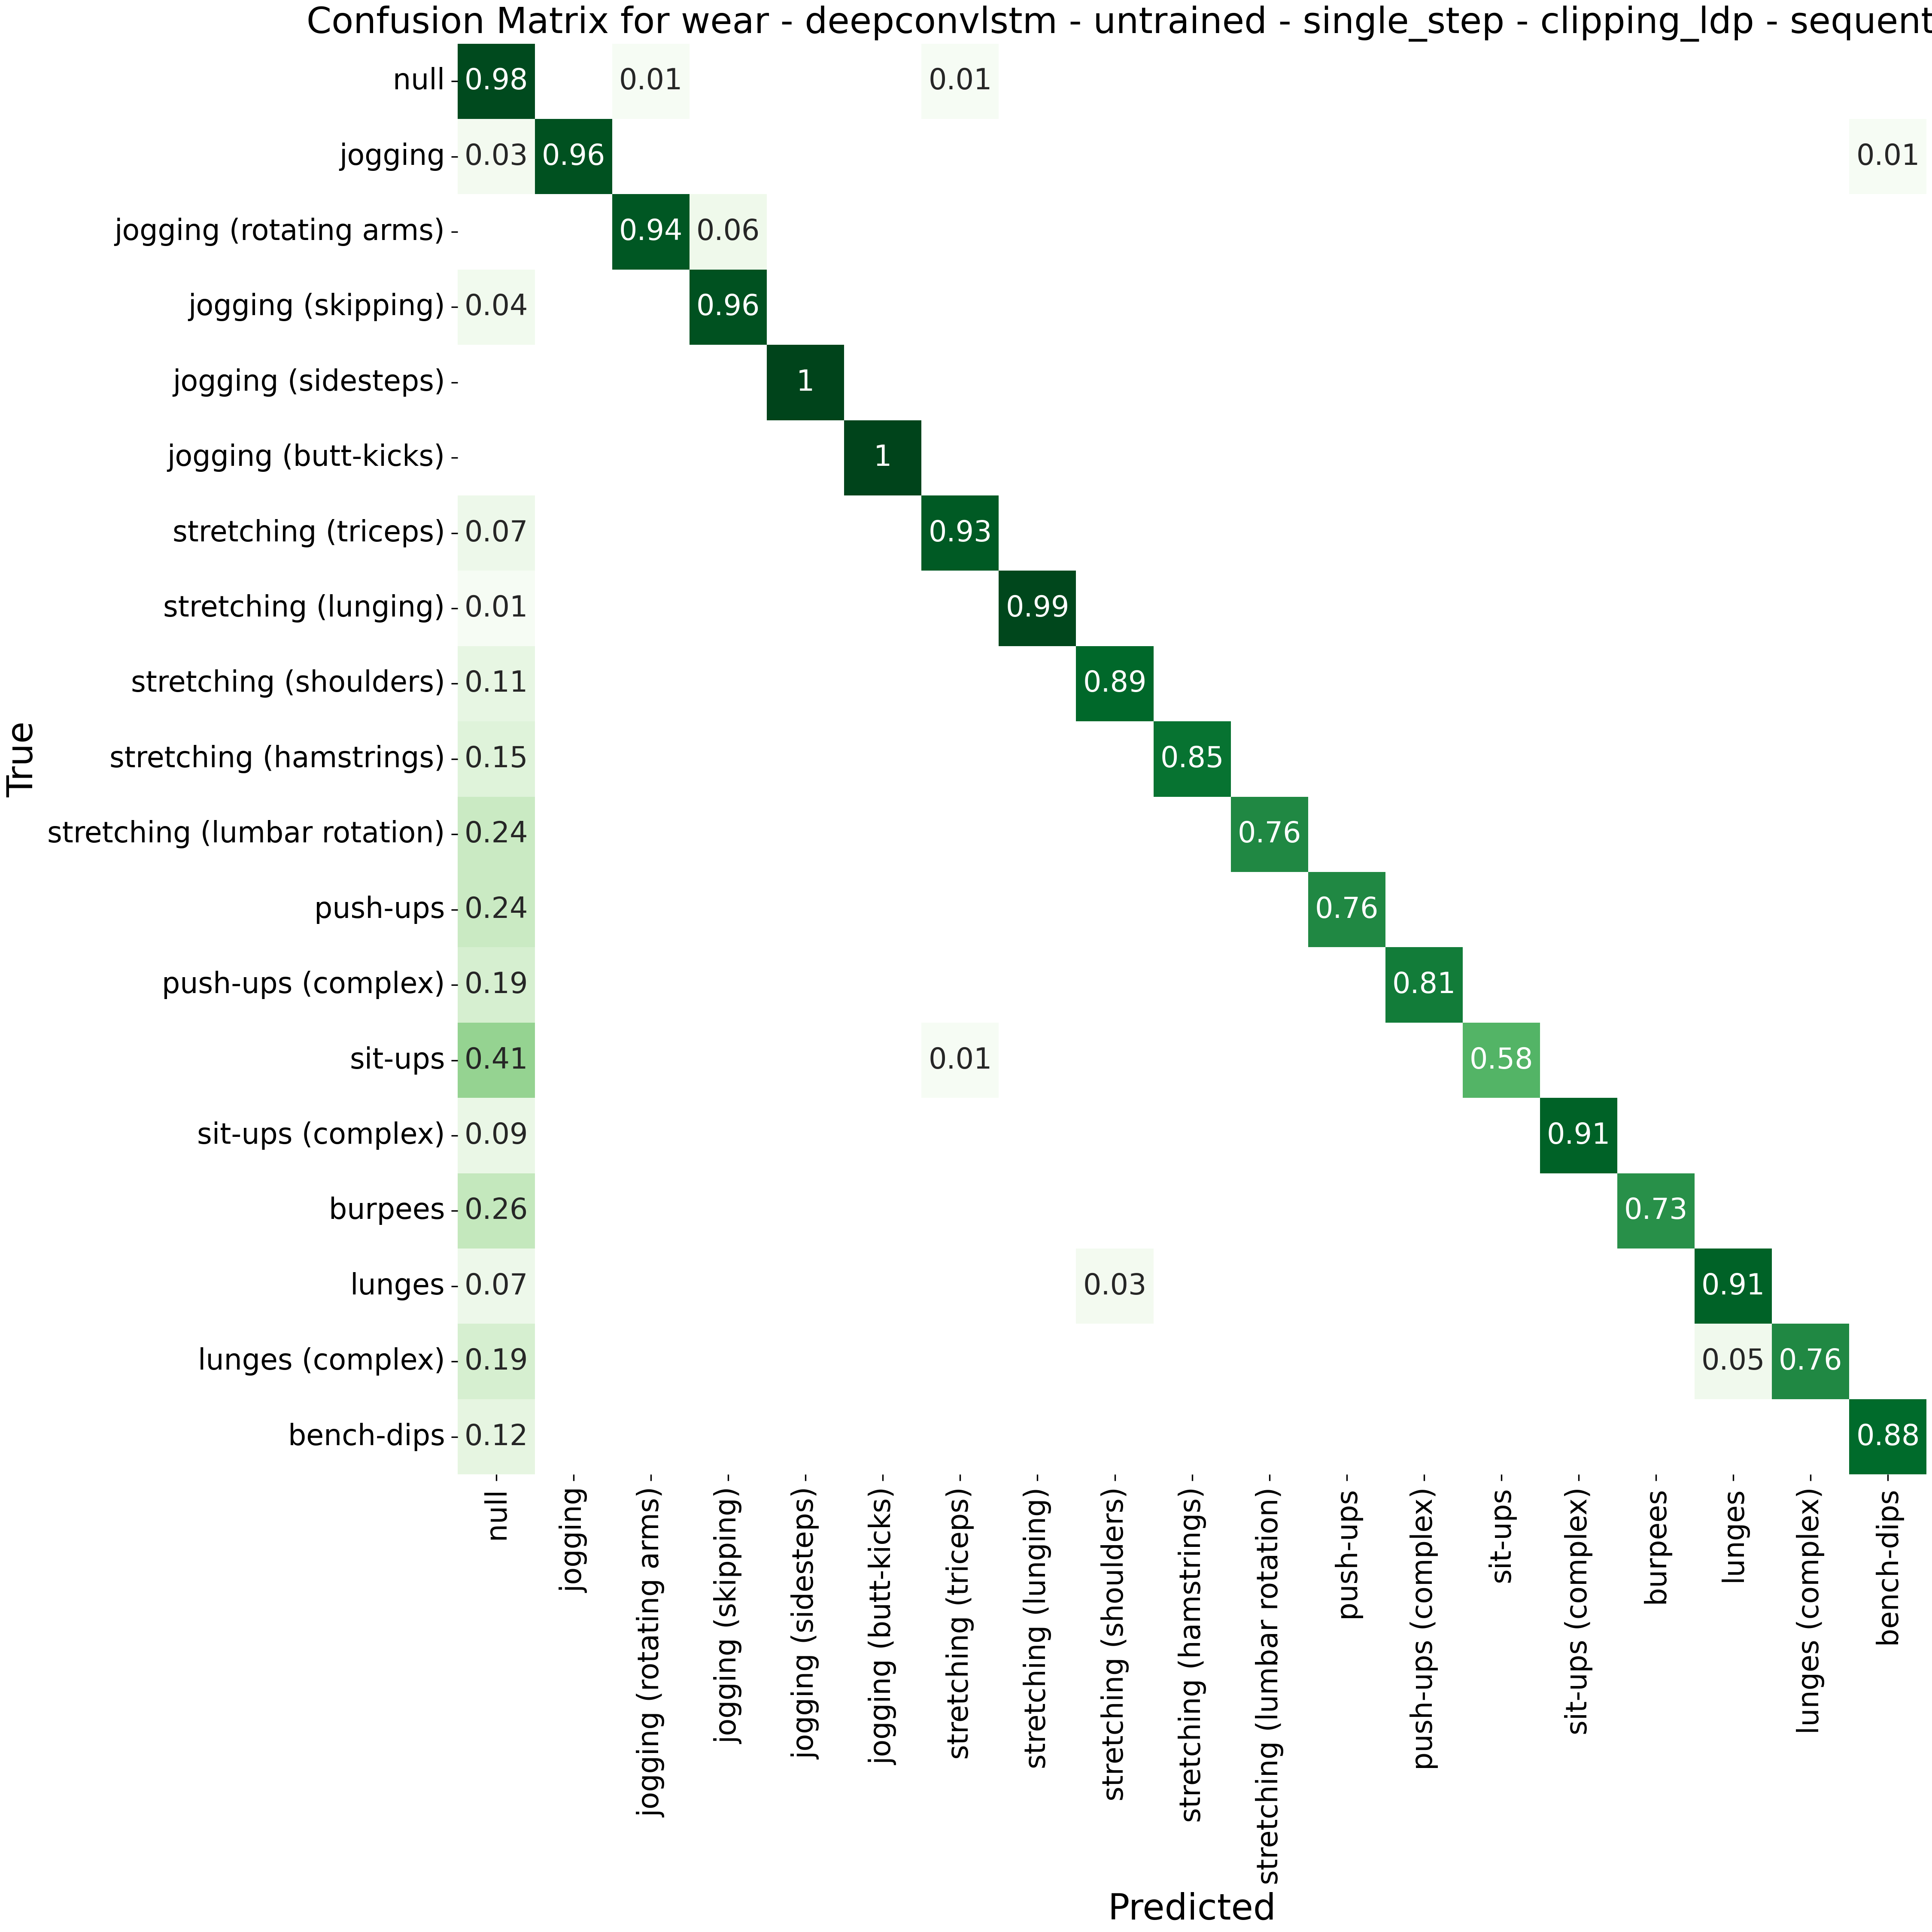 Confusion Matrix for wear - deepconvlstm - untrained - single_step - clipping_ldp - sequent
null 0.98 0.01 0.01
jogging 0.03 0.96 0.01
jogging (rotating arms) 0.94 0.06
jogging (skipping) 0.04 0.96
jogging (sidesteps) 1
jogging (butt-kicks) 1
stretching (triceps) 0.07 0.93
stretching (lunging) 0.01 0.99
stretching (shoulders) 0.11 0.89
stretching (hamstrings) 0.15 0.85
stretching (lumbar rotation) 0.24 0.76
push-ups 0.24 0.76
push-ups (complex) 0.19 0.81
sit-ups 0.41 0.01 0.58
sit-ups (complex) 0.09 0.91
burpees 0.26 0.73
lunges 0.07 0.03 0.91
lunges (complex) 0.19 0.05 0.76
bench-dips 0.12 0.88
True
null
jogging
jogging (rotating arms)
jogging (skipping)
jogging (sidesteps)
jogging (butt-kicks)
stretching (triceps)
stretching (lunging)
stretching (shoulders)
stretching (hamstrings)
stretching (lumbar rotation)
push-ups
push-ups (complex)
sit-ups
sit-ups (complex)
burpees
lunges
lunges (complex)
bench-dips
Predicted